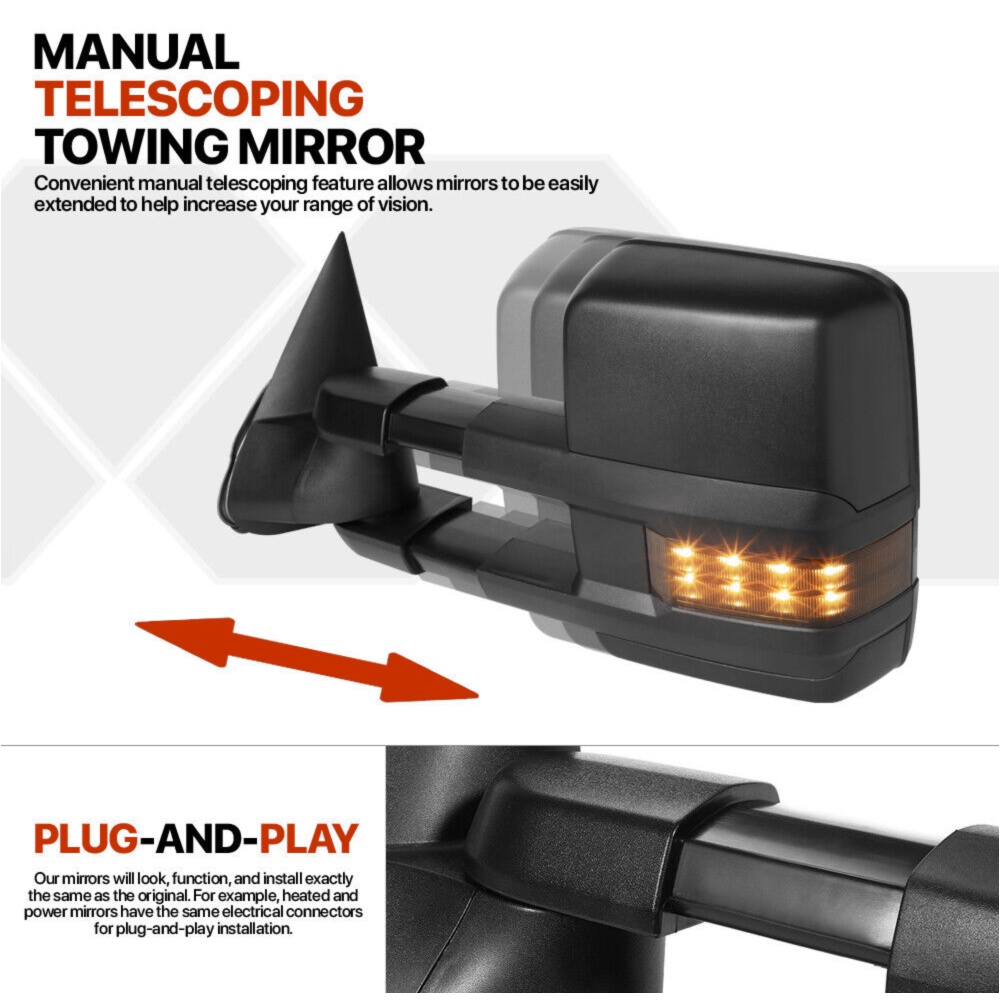 MANUAL
TELESCOPING
TOWING MIRROR
Convenient manual telescoping feature allows mirrors to be easily
extended to help increase your range of vision.
PLUG-AND-PLAY
Our mirrors will look, function, and install exactly
the same as the original. For example, heated and
power mirrors have the same electrical connectors
for plug-and-play installation.